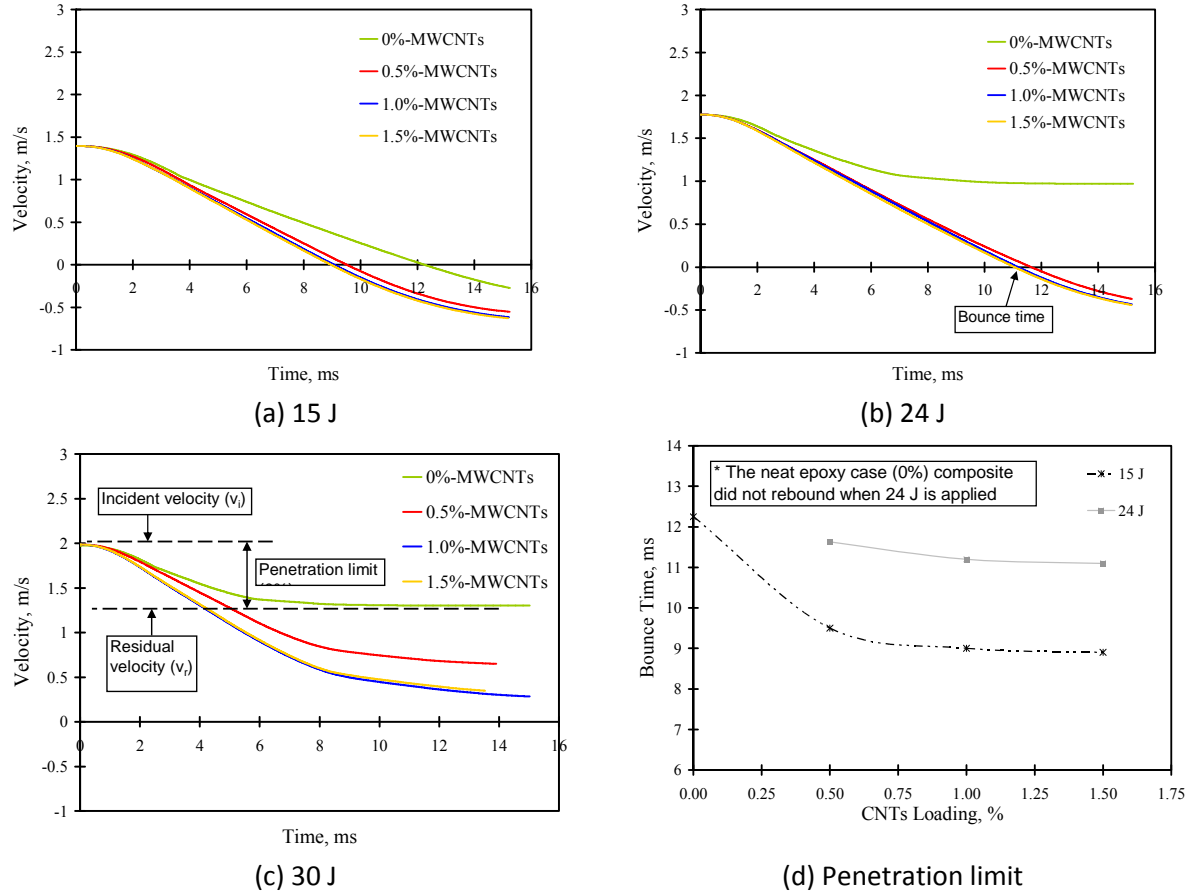 3
2.5
2
1.5
1
0.5
0
-0.5
-1
Velocity, m/s
0 2 4 6 8 10 12 14 16
Time, ms
0%-MWCNTs
0.5%-MWCNTs
1.0%-MWCNTs
1.5%-MWCNTs
(a) 15 J
3
2.5
2
1.5
1
0.5
0
-0.5
-1
Velocity, m/s
0 2 4 6 8 10 12 14 16
Time, ms
0%-MWCNTs
0.5%-MWCNTs
1.0%-MWCNTs
1.5%-MWCNTs
Bounce time
(b) 24 J
3
2.5
2
1.5
1
0.5
0
-0.5
-1
Velocity, m/s
0 2 4 6 8 10 12 14 16
Time, ms
0%-MWCNTs
0.5%-MWCNTs
1.0%-MWCNTs
1.5%-MWCNTs
Incident velocity (vi)
Penetration limit
Residual
velocity (vr)
(c) 30 J
14
13
12
11
10
9
8
7
6
Bounce Time, ms
0.00 0.25 0.50 0.75 1.00 1.25 1.50 1.75
CNTs Loading, %
* The neat epoxy case (0%) composite
did not rebound when 24 J is applied
15 J
24 J
(d) Penetration limit